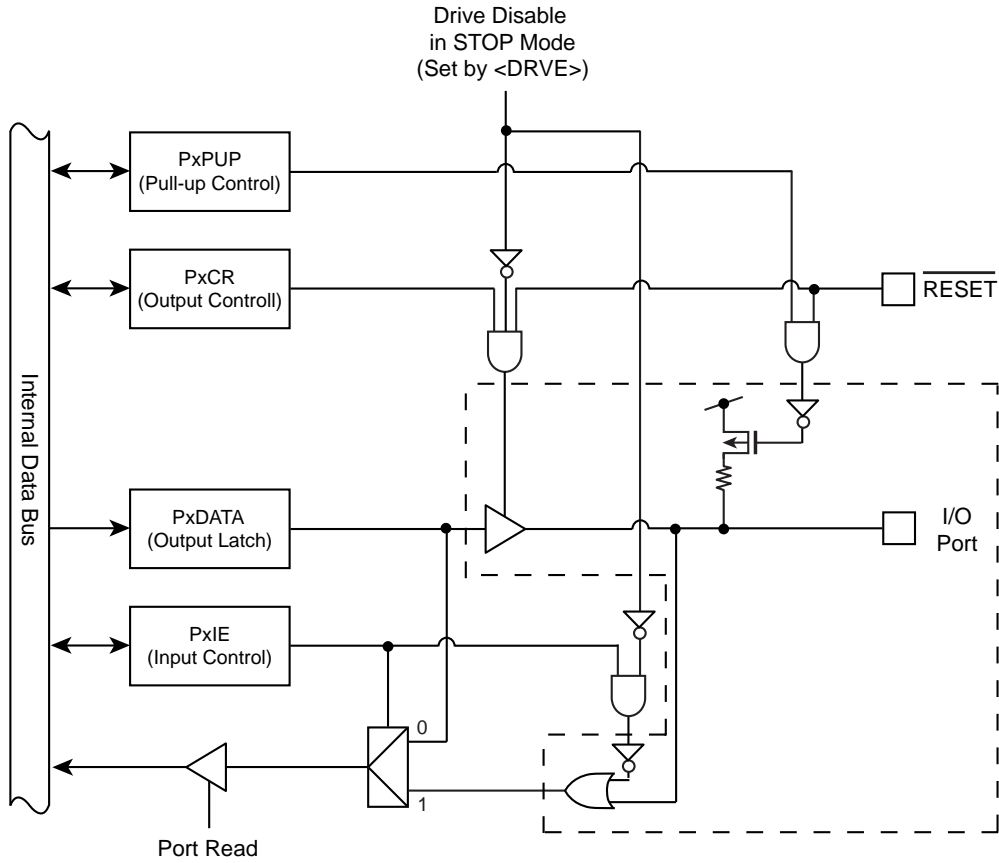 Drive Disable
in STOP Mode
(Set by <DRVE>)
PxPUP
(Pull-up Control)
PxCR
(Output Controll)
RESET
Internal Data Bus
PxDATA
(Output Latch)
I/O
Port
PxIE
(Input Control)
0
1
Port Read